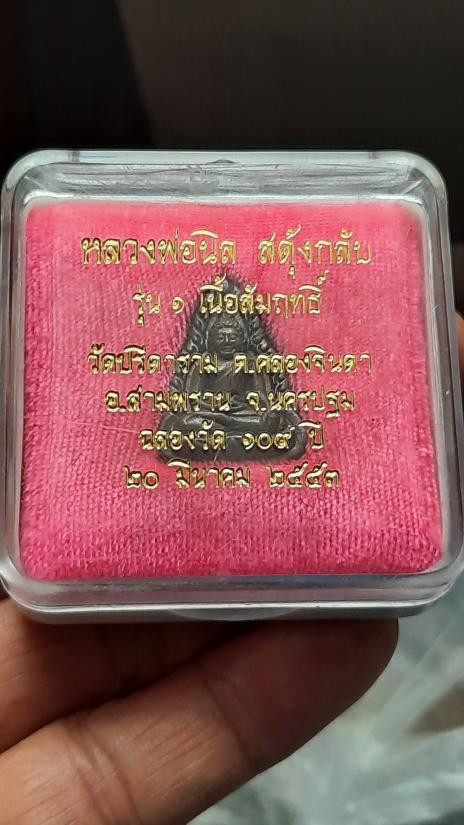 หลวงพ่อนิล สดุ้งกลับ
รุ่น ๑ เนื้อสัมฤทธิ์
วัดปรีดาราม ต.คลองจินดา
อ.สามพราน จ.นครปฐม
ฉลองวัด ๑๐๙ ปี
๒๐ มีนาคม ๒๕๕๓